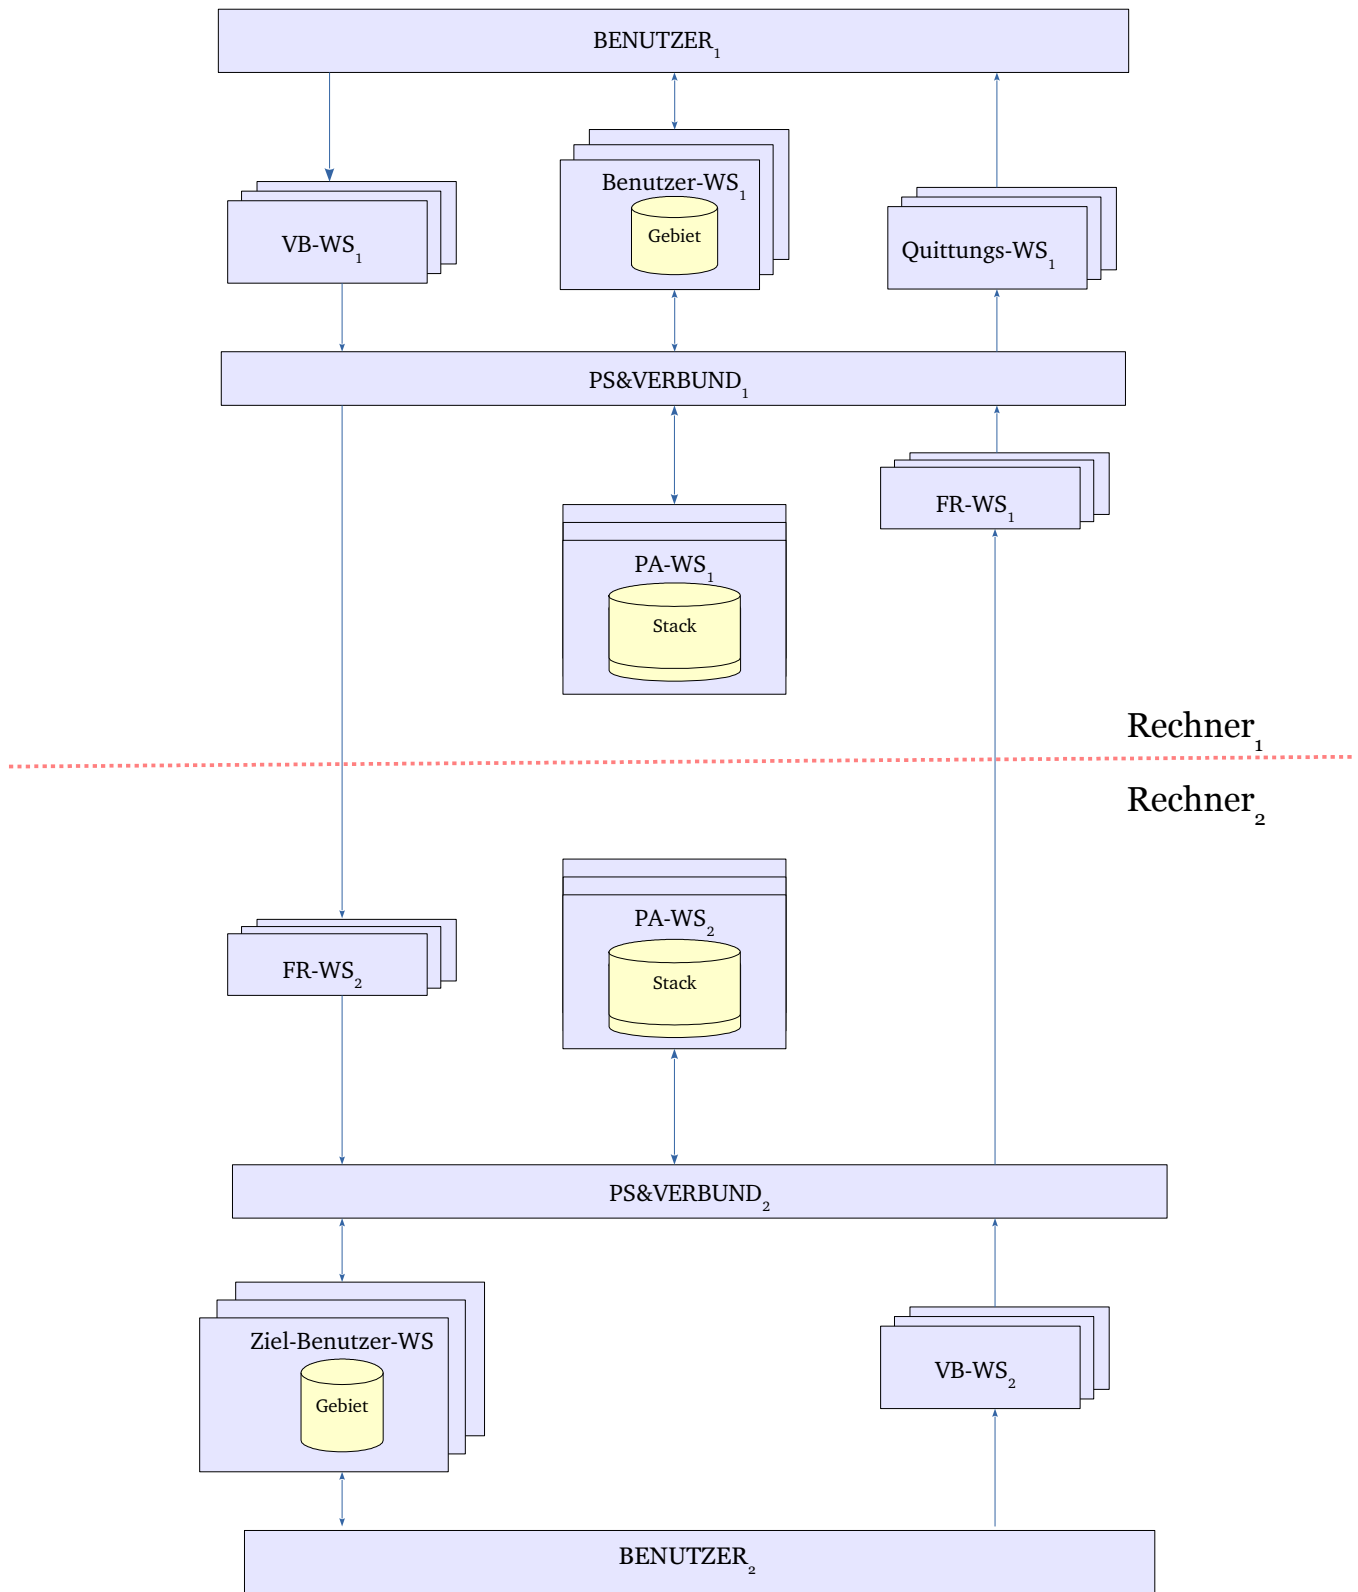 BENUTZER₁
Benutzer-WS₁
Gebiet
VB-WS₁
Quittungs-WS₁
PS&VERBUND₁
FR-WS₁
PA-WS₁
Stack
Rechner₁
Rechner₂
PA-WS₂
FR-WS₂
Stack
PS&VERBUND₂
Ziel-Benutzer-WS
VB-WS₂
Gebiet
BENUTZER₂